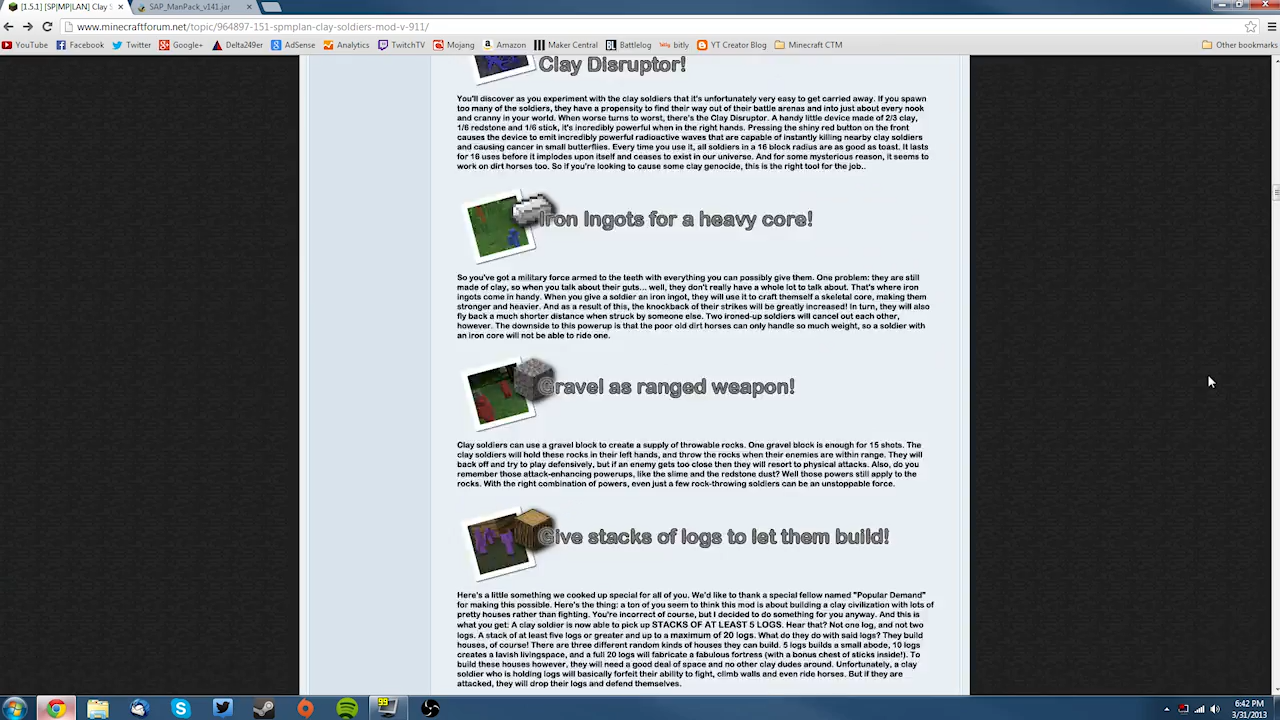 [1.5.1] [SP|MP|LAN] Clay S
SAP_ManPack_v141.jar
www.minecraftforum.net/topic/964897-151-spmplan-clay-soldiers-mod-v-911/
YouTube Facebook Twitter Google+ Delta249er AdSense Analytics TwitchTV Mojang Amazon Maker Central Battlelog bitly YT Creator Blog Minecraft CTM Other bookmarks
Clay Disruptor!
You'll discover as you experiment with the clay soldiers that it's unfortunately very easy to get carried away. If you spawn
too many of the soldiers, they have a propensity to find their way out of their battle arenas and into just about every nook
and cranny in your world. When worse turns to worst, there's the Clay Disruptor. A handy little device made of 2/3 clay,
1/6 redstone and 1/6 stick, it's incredibly powerful when in the right hands. Pressing the shiny red button on the front
causes the device to emit incredibly powerful radioactive waves that are capable of instantly killing nearby clay soldiers
and causing cancer in small butterflies. Every time you use it, all soldiers in a 16 block radius are as good as toast. It lasts
for 16 uses before it implodes upon itself and ceases to exist in our universe. And for some mysterious reason, it seems to
work on dirt horses too. So if you're looking to cause some clay genocide, this is the right tool for the job..
Iron Ingots for a heavy core!
So you've got a military force armed to the teeth with everything you can possibly give them. One problem: they are still
made of clay, so when you talk about their guts... well, they don't really have a whole lot to talk about. That's where iron
ingots come in handy. When you give a soldier an iron ingot, they will use it to craft themself a skeletal core, making them
stronger and heavier. And as a result of this, the knockback of their strikes will be greatly increased! In turn, they will also
fly back a much shorter distance when struck by someone else. Two ironed-up soldiers will cancel out each other,
however. The downside to this powerup is that the poor old dirt horses can only handle so much weight, so a soldier with
an iron core will not be able to ride one.
Gravel as ranged weapon!
Clay soldiers can use a gravel block to create a supply of throwable rocks. One gravel block is enough for 15 shots. The
clay soldiers will hold these rocks in their left hands, and throw the rocks when their enemies are within range. They will
back off and try to play defensively, but if an enemy gets too close then they will resort to physical attacks. Also, do you
remember those attack-enhancing powerups, like the slime and the redstone dust? Well those powers still apply to the
rocks. With the right combination of powers, even just a few rock-throwing soldiers can be an unstoppable force.
Give stacks of logs to let them build!
Here's a little something we cooked up special for all of you. We'd like to thank a special fellow named "Popular Demand"
for making this possible. Here's the thing: a ton of you seem to think this mod is about building a clay civilization with lots of
pretty houses rather than fighting. You're incorrect of course, but I decided to do something for you anyway. And this is
what you get: A clay soldier is now able to pick up STACKS OF AT LEAST 5 LOGS. Hear that? Not one log, and not two
logs. A stack of at least five logs or greater and up to a maximum of 20 logs. What do they do with said logs? They build
houses, of course! There are three different random kinds of houses they can build. 5 logs builds a small abode, 10 logs
creates a lavish livingspace, and a full 20 logs will fabricate a fabulous fortress (with a bonus chest of sticks inside!). To
build these houses however, they will need a good deal of space and no other clay dudes around. Unfortunately, a clay
soldier who is holding logs will basically forfeit their ability to fight, climb walls and even ride horses. But if they are
attacked, they will drop their logs and defend themselves.
99
6:42 PM
3/31/2013